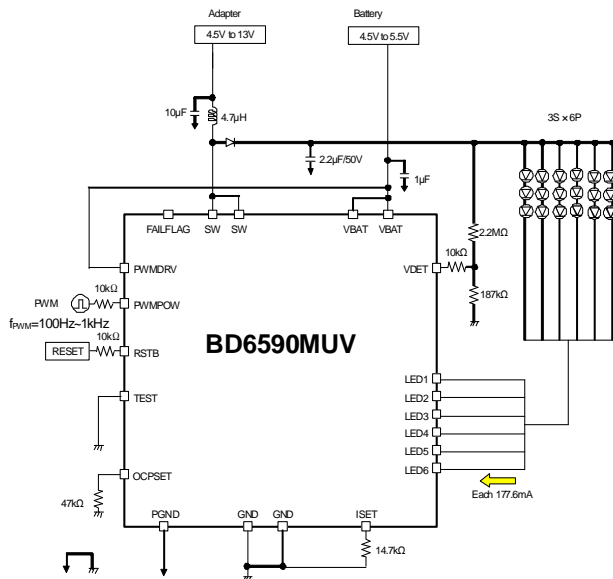 Adapter
Battery
4.5V to 13V
4.5V to 5.5V
10µF
4.7µH
3S x 6P
2.2µF/50V
1µF
FAILFLAG
SW
SW
VBAT
VBAT
2.2MΩ
PWMDRV
VDET
10kΩ
10kΩ
PWM
PWMPOW
187kΩ
fPWM=100Hz~1kHz
10kΩ
BD6590MUV
RESET
RSTB
LED1
TEST
LED2
LED3
LED4
LED5
OCPSET
LED6
Each 177.6mA
47kΩ
PGND
GND
GND
ISET
14.7kΩ